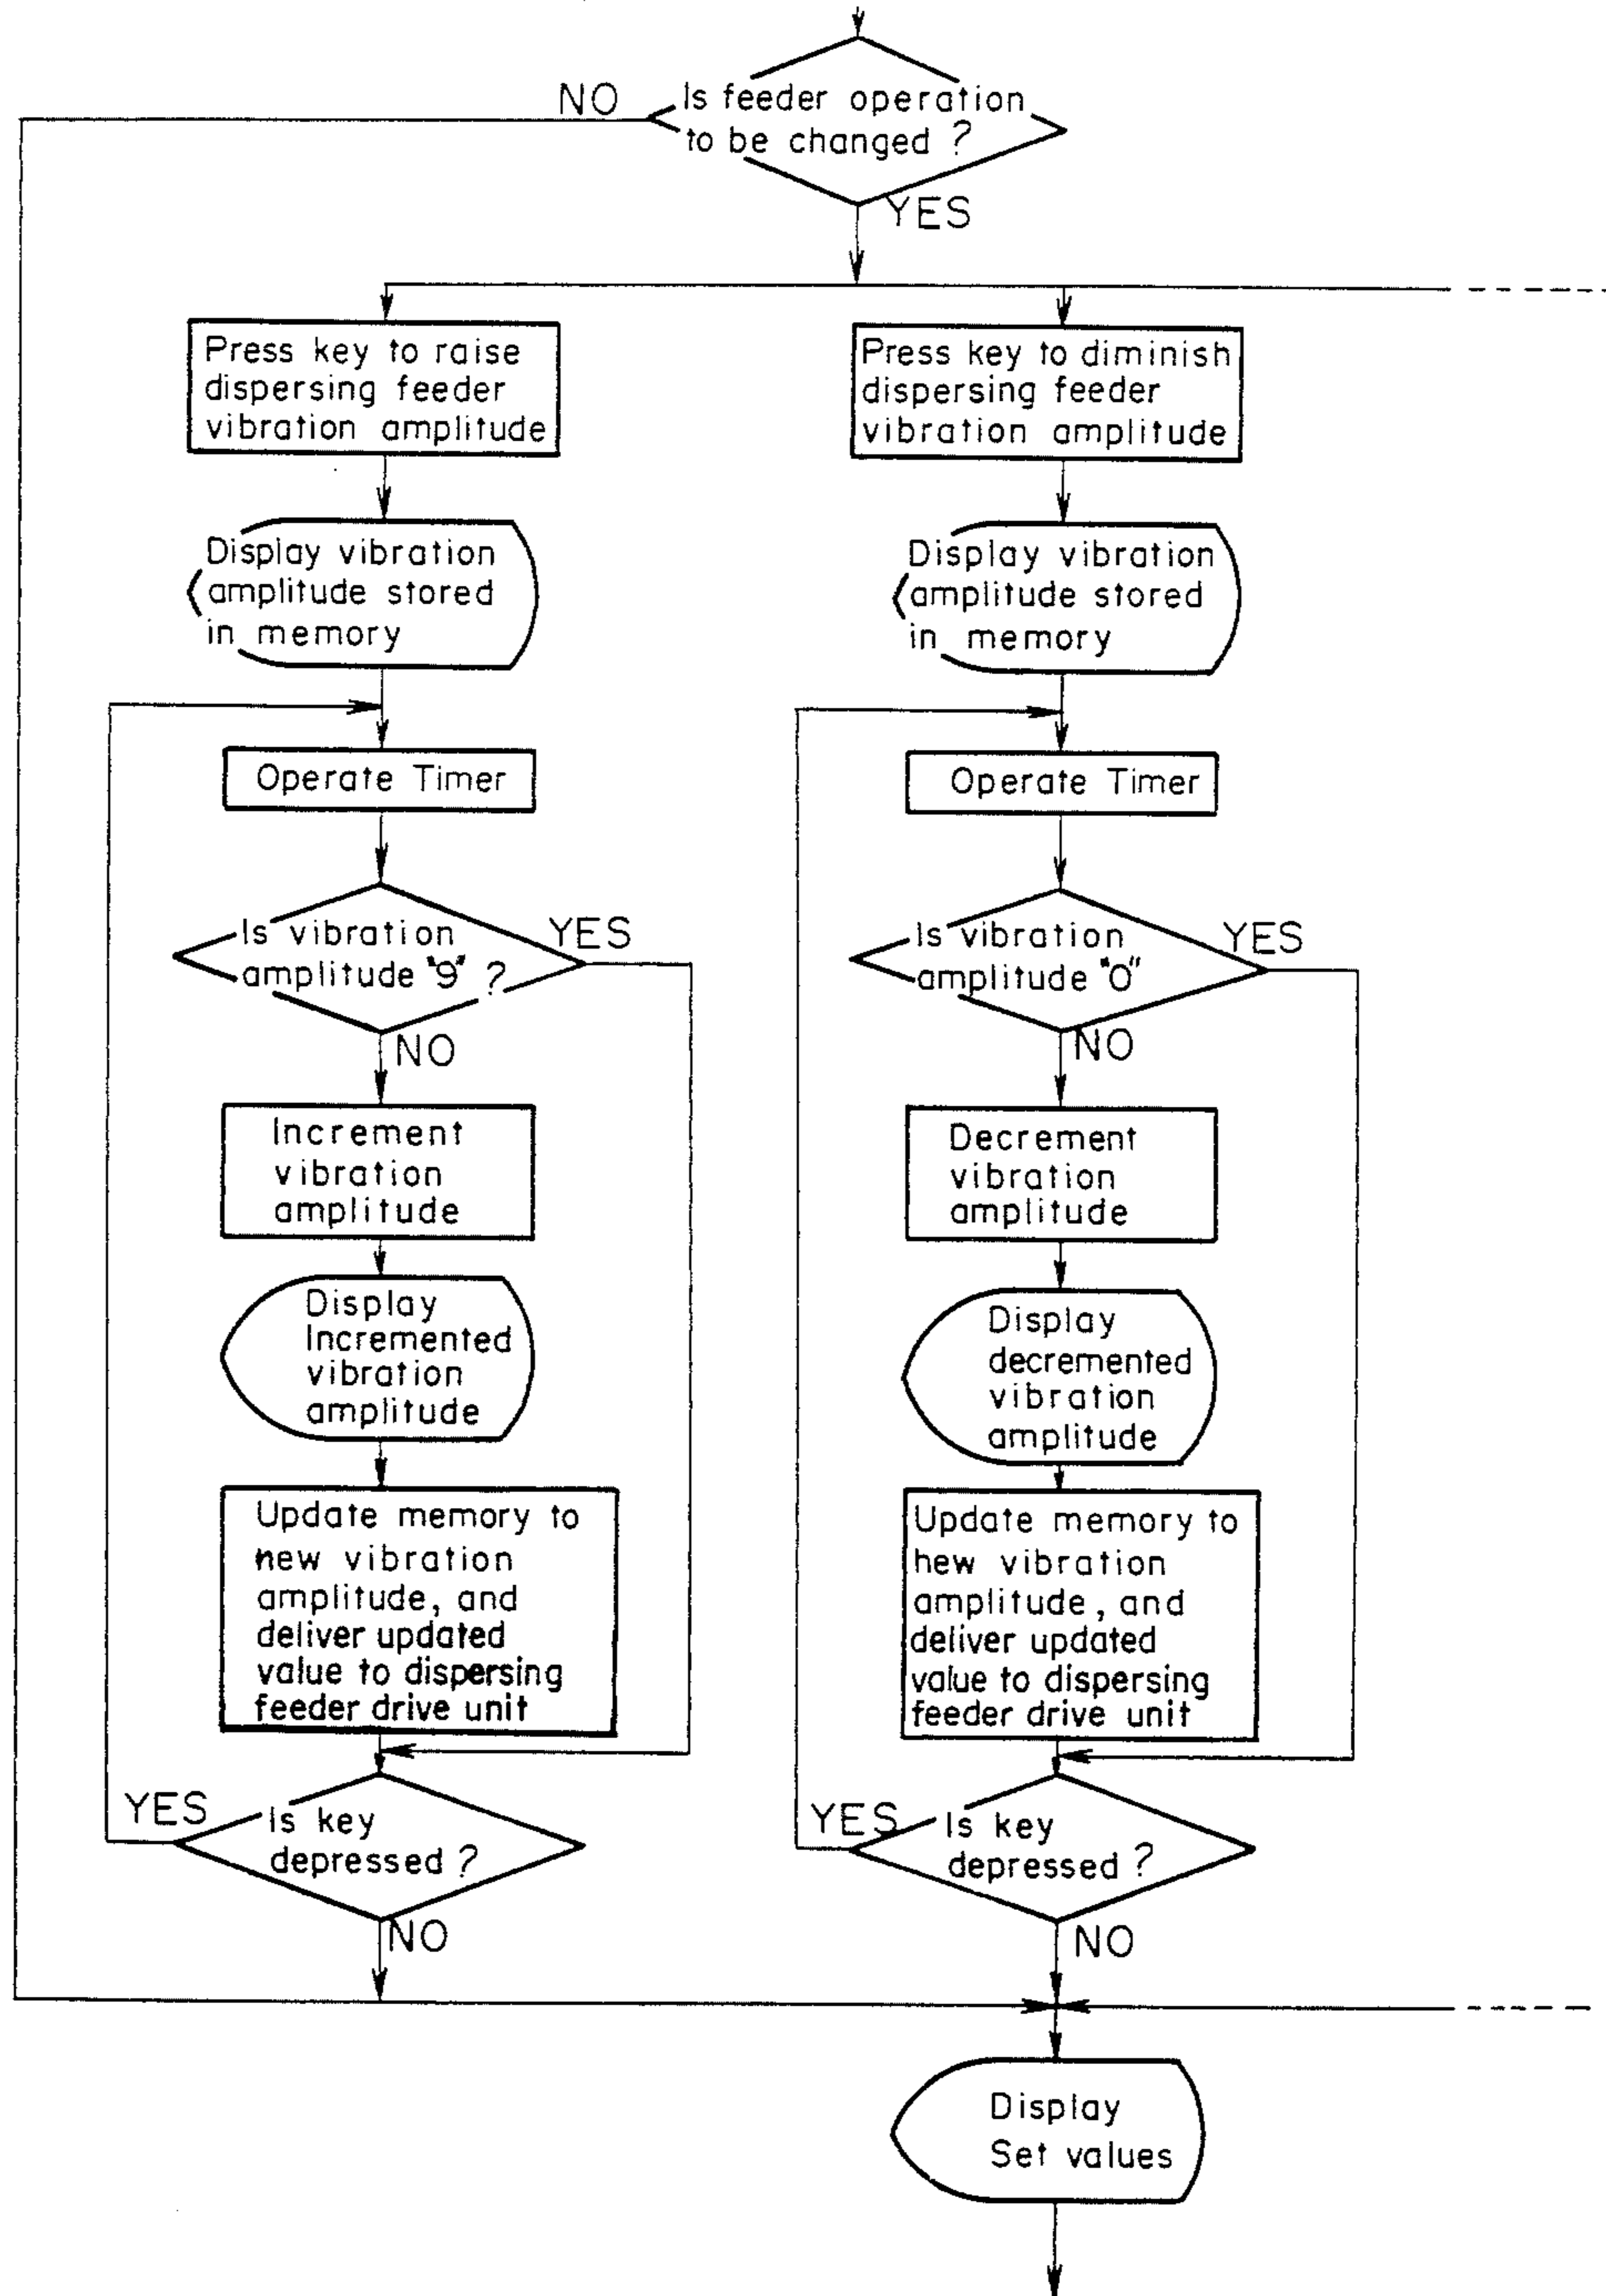 NO
Is feeder operation
to be changed ?
YES
Press key to raise
dispersing feeder
vibration amplitude
Press key to diminish
dispersing feeder
vibration amplitude
Display vibration
amplitude stored
in memory
Display vibration
amplitude stored
in memory
Operate Timer
Operate Timer
Is vibration
amplitude "9" ?
YES
NO
Is vibration
amplitude "0"
YES
NO
Increment
vibration
amplitude
Decrement
vibration
amplitude
Display
Incremented
vibration
amplitude
Display
decremented
vibration
amplitude
Update memory to
new vibration
amplitude, and
deliver updated
value to dispersing
feeder drive unit
Update memory to
hew vibration
amplitude, and
deliver updated
value to dispersing
feeder drive unit
YES
Is key
depressed ?
NO
YES
Is key
depressed ?
NO
Display
Set values